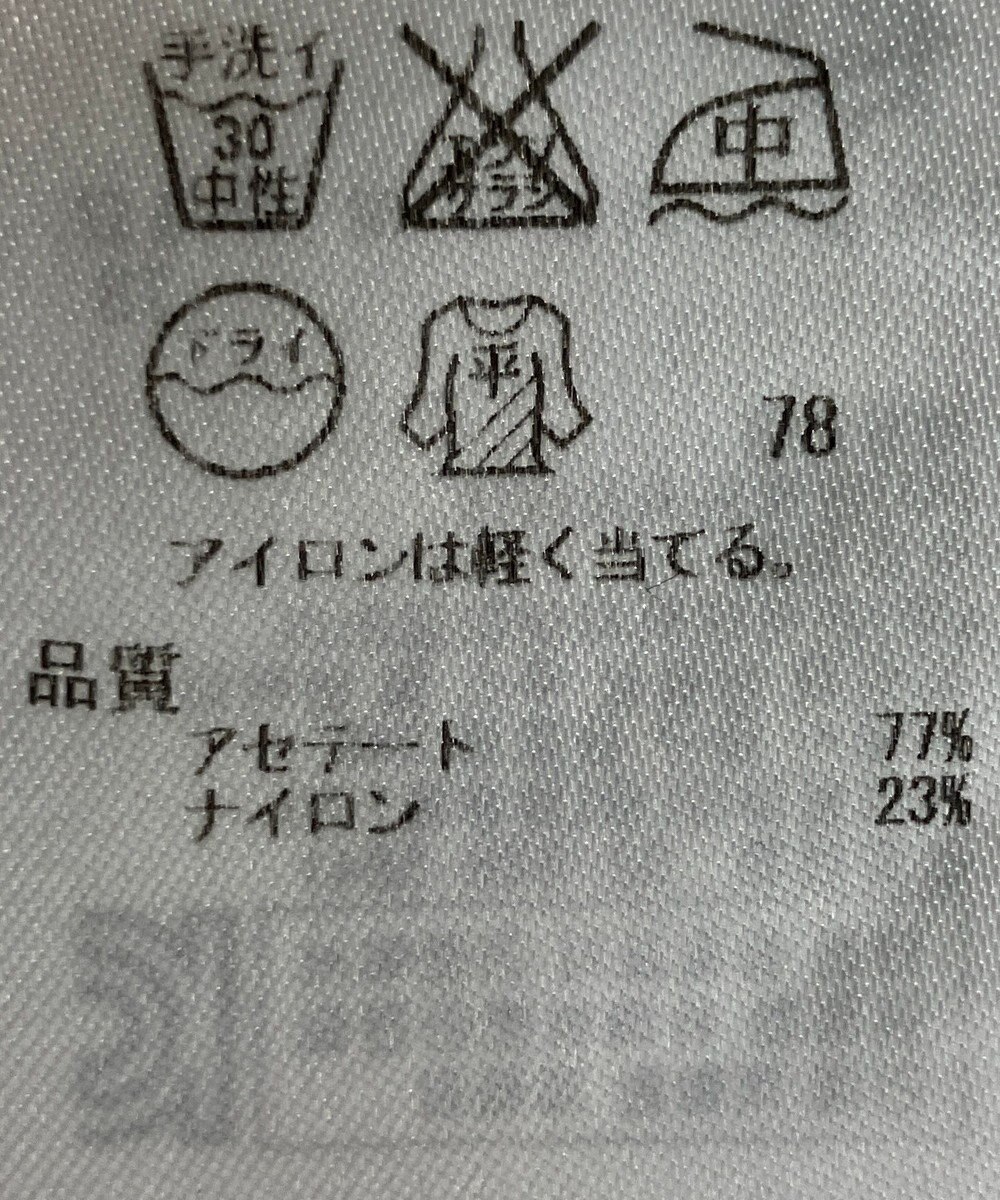 手洗イ
30
中性
エンソ
サラシ
中
ドライ
平
78
アイロンは軽く当てる。
品質
アセテート 77%
ナイロン 23%